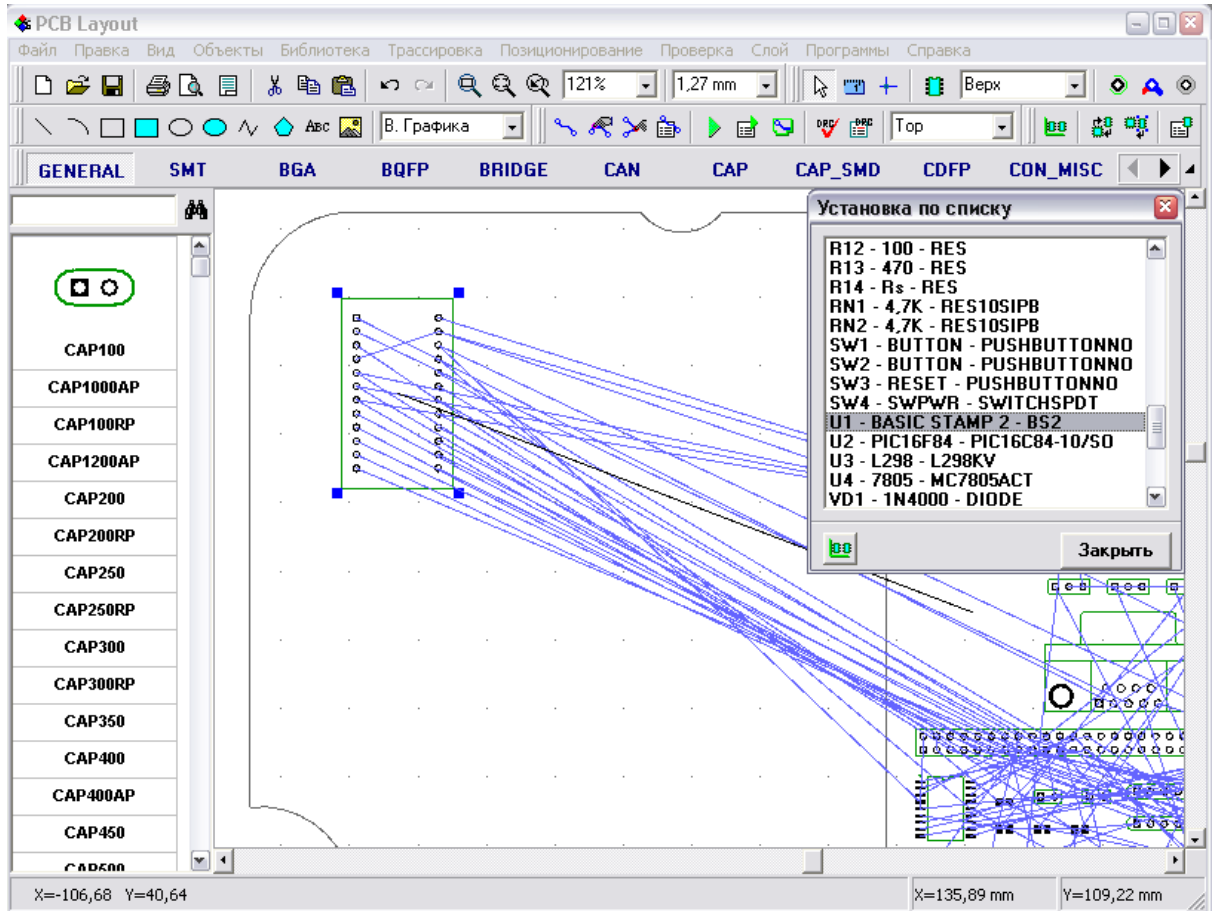 PCB Layout
Файл Правка Вид Объекты Библиотека Трассировка Позиционирование Проверка Слой Программы Справка
121% 1,27 mm Верх
ABC В. Графика DRC DRC Top
GENERAL SMT BGA BQFP BRIDGE CAN CAP CAP_SMD CDFP CON_MISC
Установка по списку
R12 - 100 - RES
R13 - 470 - RES
R14 - Rs - RES
RN1 - 4,7K - RES10SIPB
RN2 - 4,7K - RES10SIPB
SW1 - BUTTON - PUSHBUTTONNO
SW2 - BUTTON - PUSHBUTTONNO
SW3 - RESET - PUSHBUTTONNO
SW4 - SWPWR - SWITCHSPDT
U1 - BASIC STAMP 2 - BS2
U2 - PIC16F84 - PIC16C84-10/SO
U3 - L298 - L298KV
U4 - 7805 - MC7805ACT
VD1 - 1N4000 - DIODE
Закрыть
CAP100
CAP1000AP
CAP100RP
CAP1200AP
CAP200
CAP200RP
CAP250
CAP250RP
CAP300
CAP300RP
CAP350
CAP400
CAP400AP
CAP450
CAP500
X=-106,68 Y=40,64 X=135,89 mm Y=109,22 mm